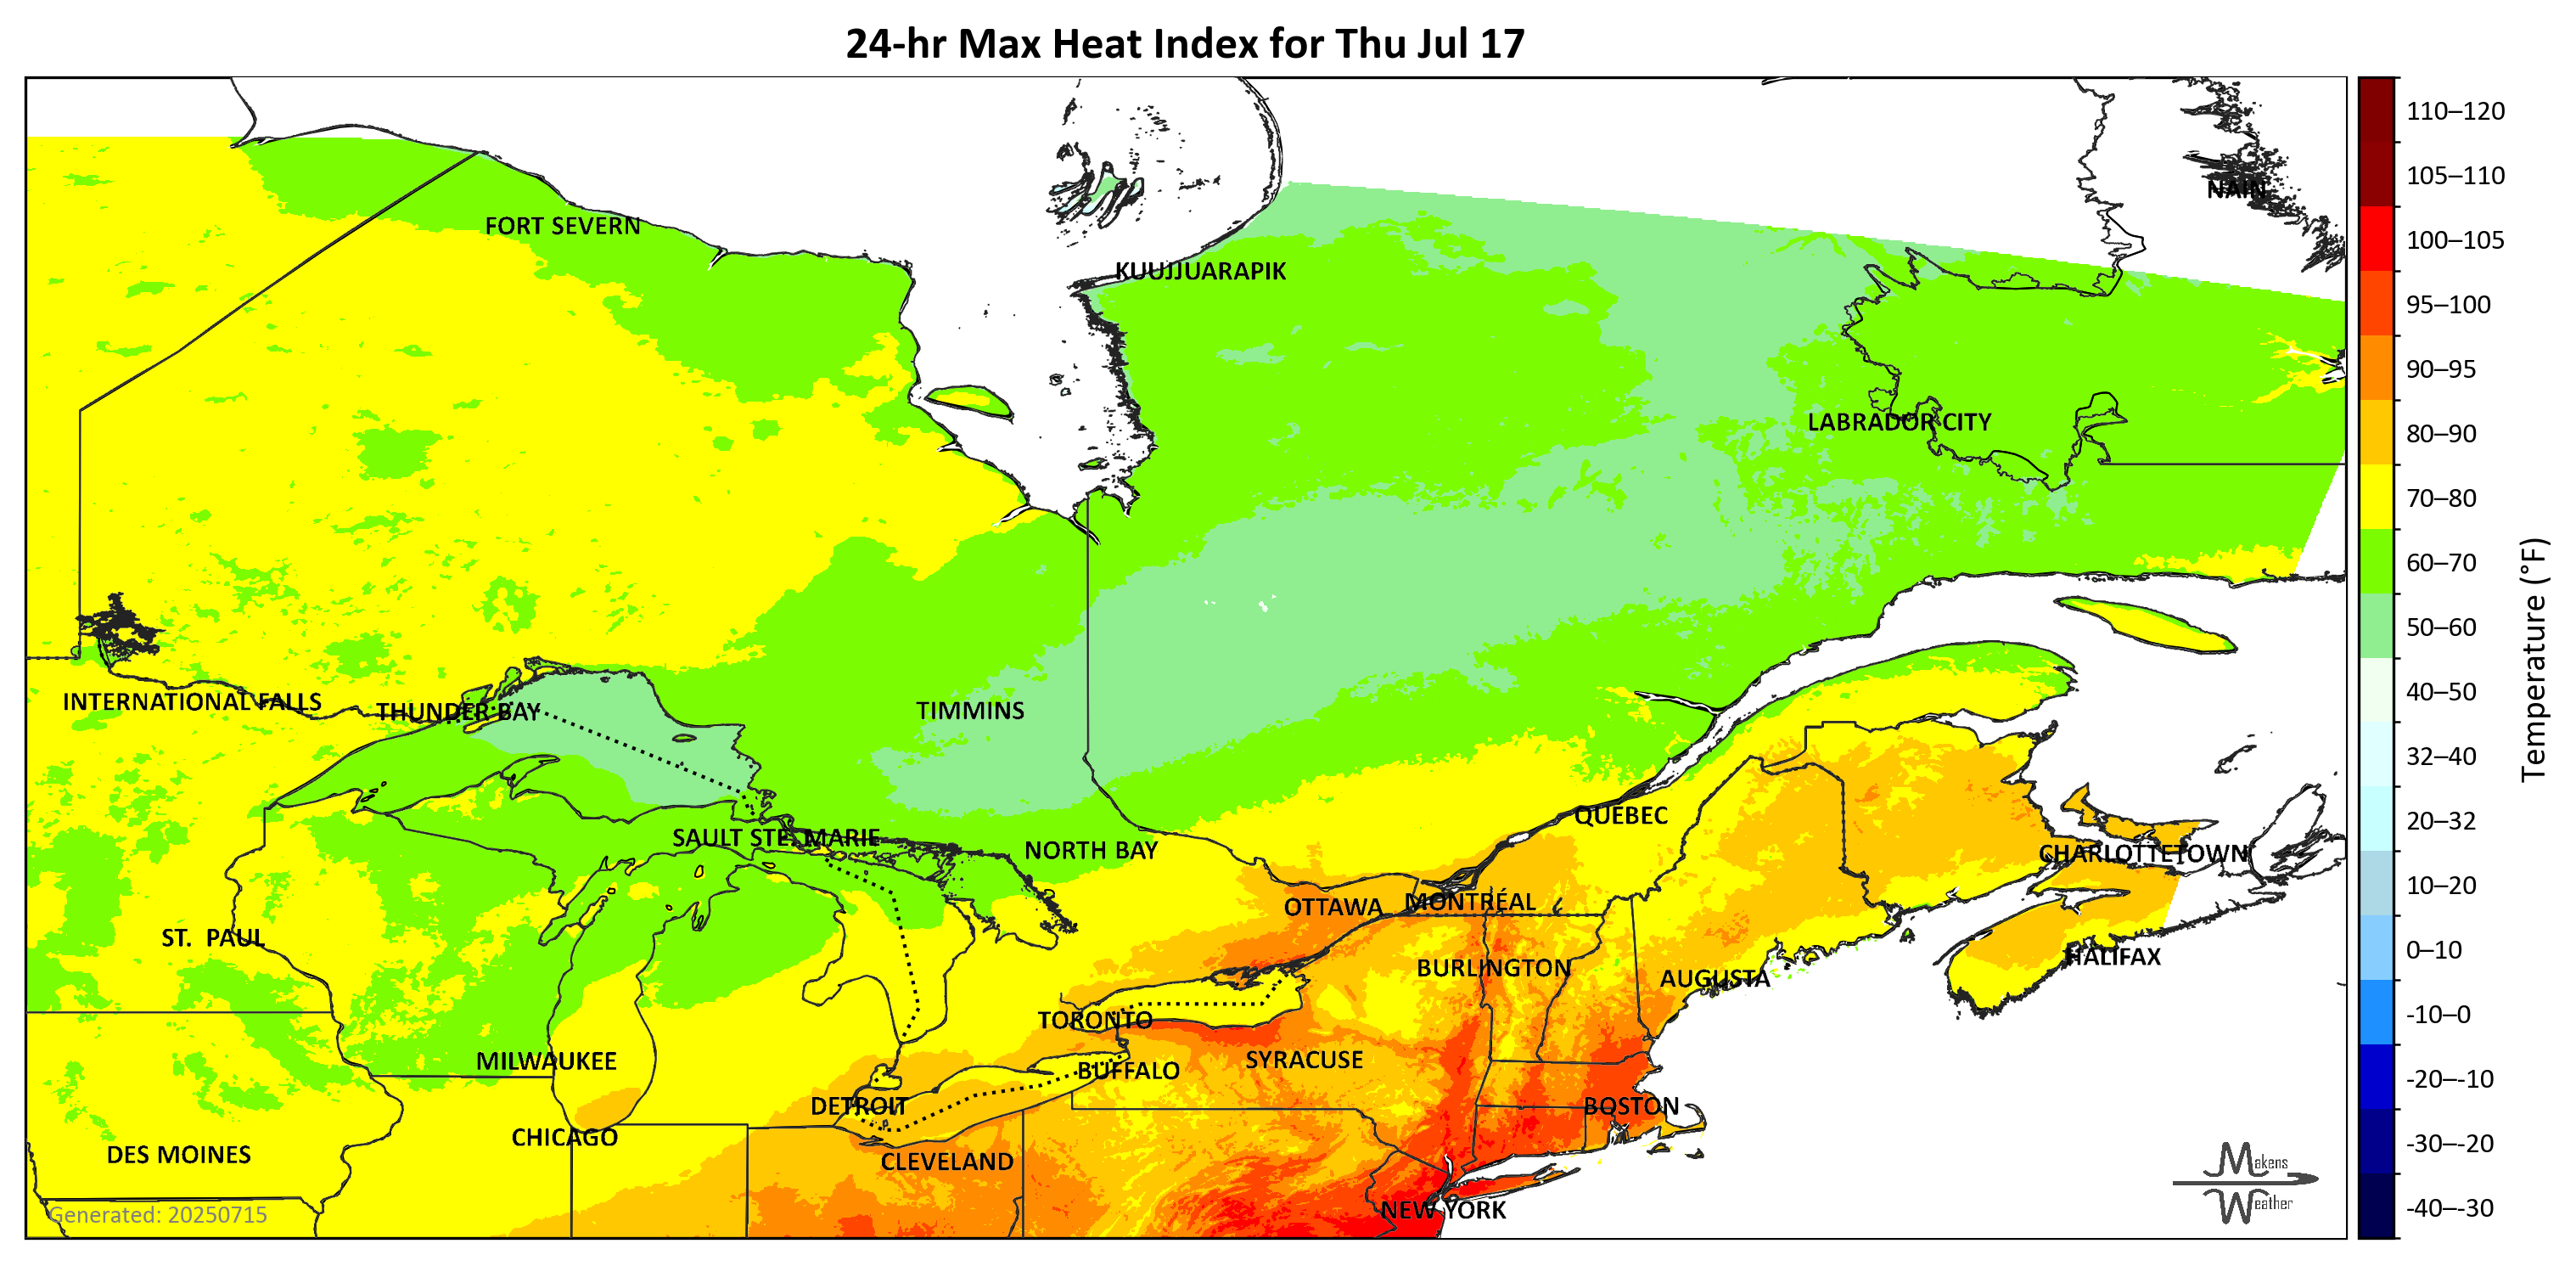 24-hr Max Heat Index for Thu Jul 17
110–120
105–110
100–105
95–100
90–95
80–90
70–80
60–70
50–60
40–50
32–40
20–32
10–20
0–10
-10–0
-20–-10
-30–-20
-40–-30
Temperature (°F)
NAIN
FORT SEVERN
KUUJJUARAPIK
LABRADOR CITY
INTERNATIONAL FALLS
THUNDER BAY
TIMMINS
QUÉBEC
SAULT STE. MARIE
NORTH BAY
CHARLOTTETOWN
OTTAWA
MONTRÉAL
ST. PAUL
HALIFAX
BURLINGTON
AUGUSTA
TORONTO
MILWAUKEE
SYRACUSE
BUFFALO
DETROIT
BOSTON
CHICAGO
DES MOINES
CLEVELAND
NEW YORK
Generated: 20250715
Makens
Weather